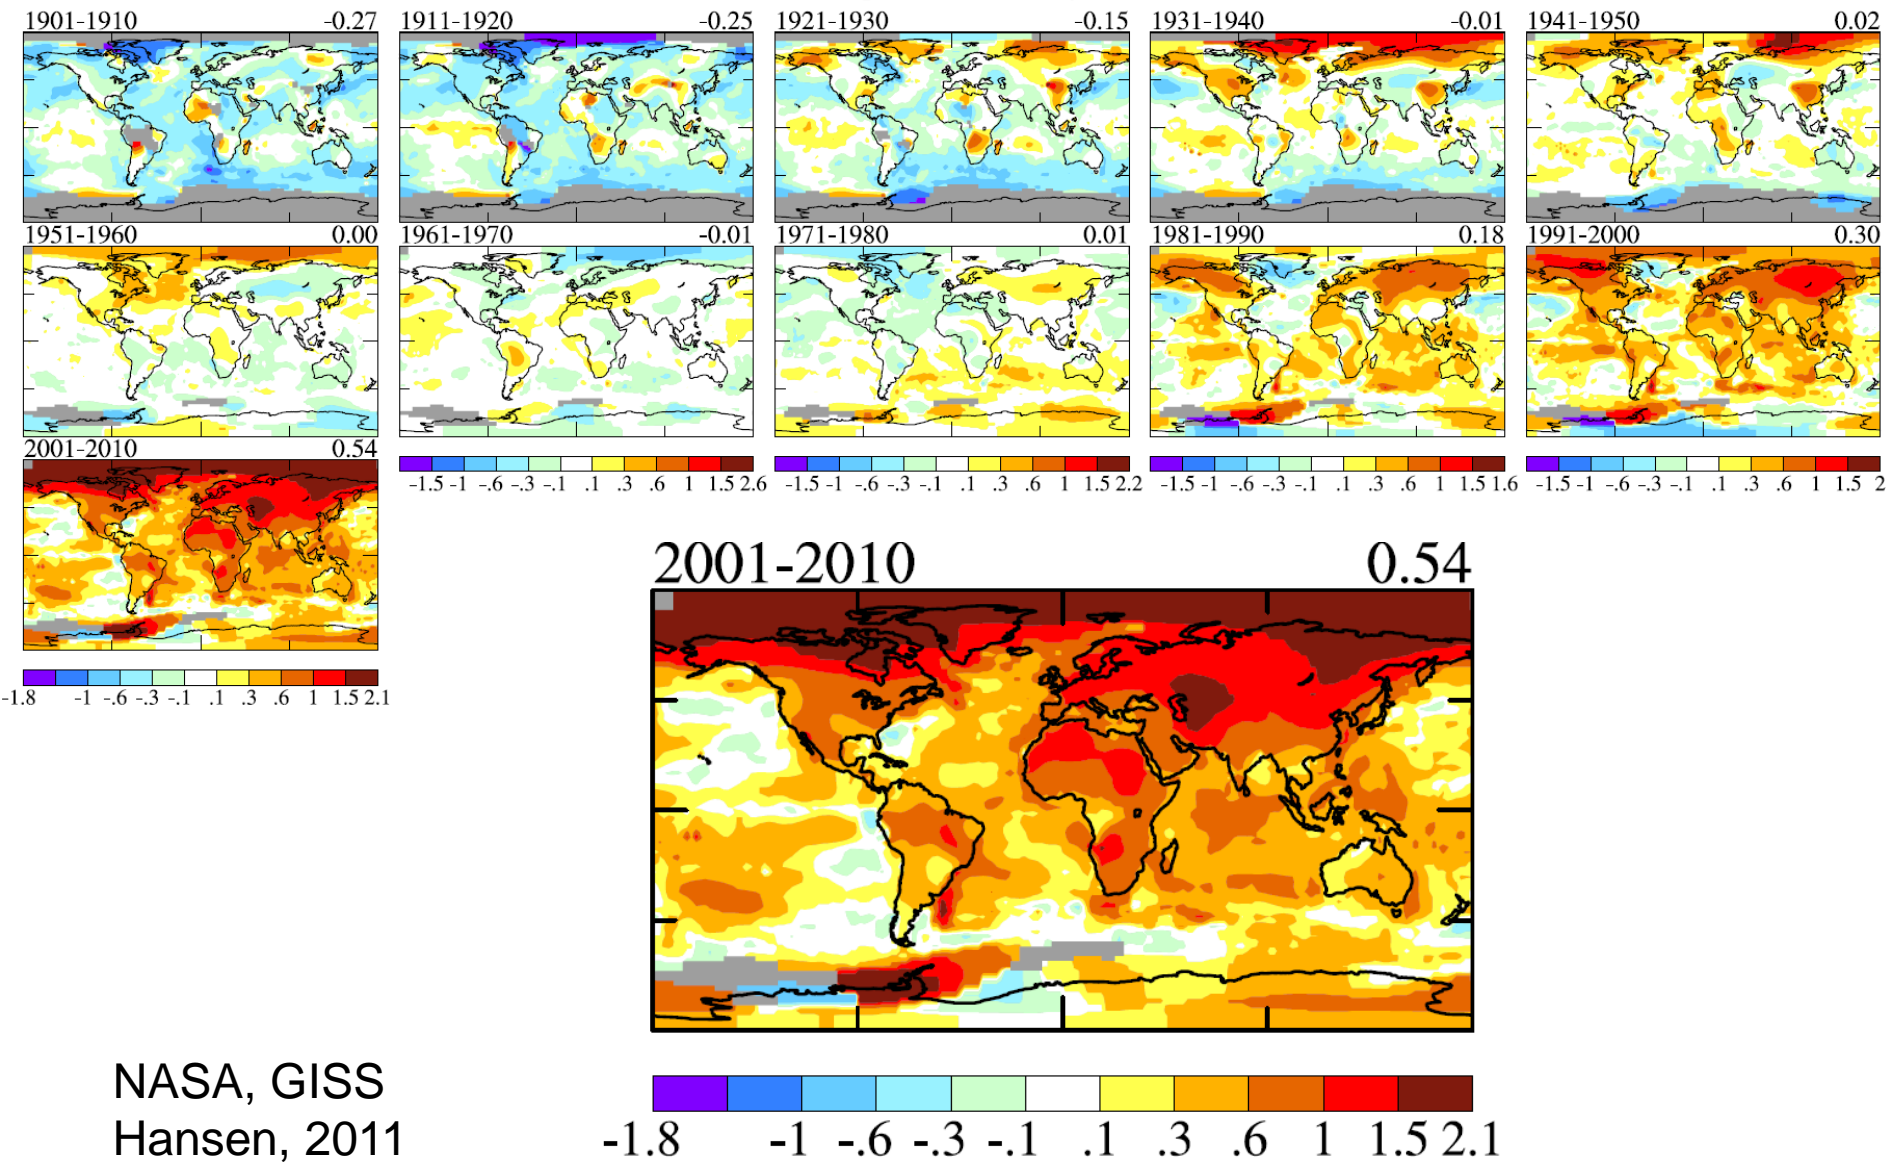 1901-1910 -0.27
1911-1920 -0.25
1921-1930 -0.15
1931-1940 -0.01
1941-1950 0.02
1951-1960 0.00
1961-1970 -0.01
1971-1980 0.01
1981-1990 0.18
1991-2000 0.30
2001-2010 0.54
-1.5 -1 -.6 -.3 -.1 .1 .3 .6 1 1.5 2.6
-1.5 -1 -.6 -.3 -.1 .1 .3 .6 1 1.5 2.2
-1.5 -1 -.6 -.3 -.1 .1 .3 .6 1 1.5 1.6
-1.5 -1 -.6 -.3 -.1 .1 .3 .6 1 1.5 2
-1.8 -1 -.6 -.3 -.1 .1 .3 .6 1 1.5 2.1
2001-2010 0.54
-1.8 -1 -.6 -.3 -.1 .1 .3 .6 1 1.5 2.1
NASA, GISS
Hansen, 2011